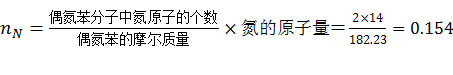 n_N = 偶氮苯分子中氮原子的个数/偶氮苯的摩尔质量 × 氮的原子量 = 2×14/182.23 = 0.154